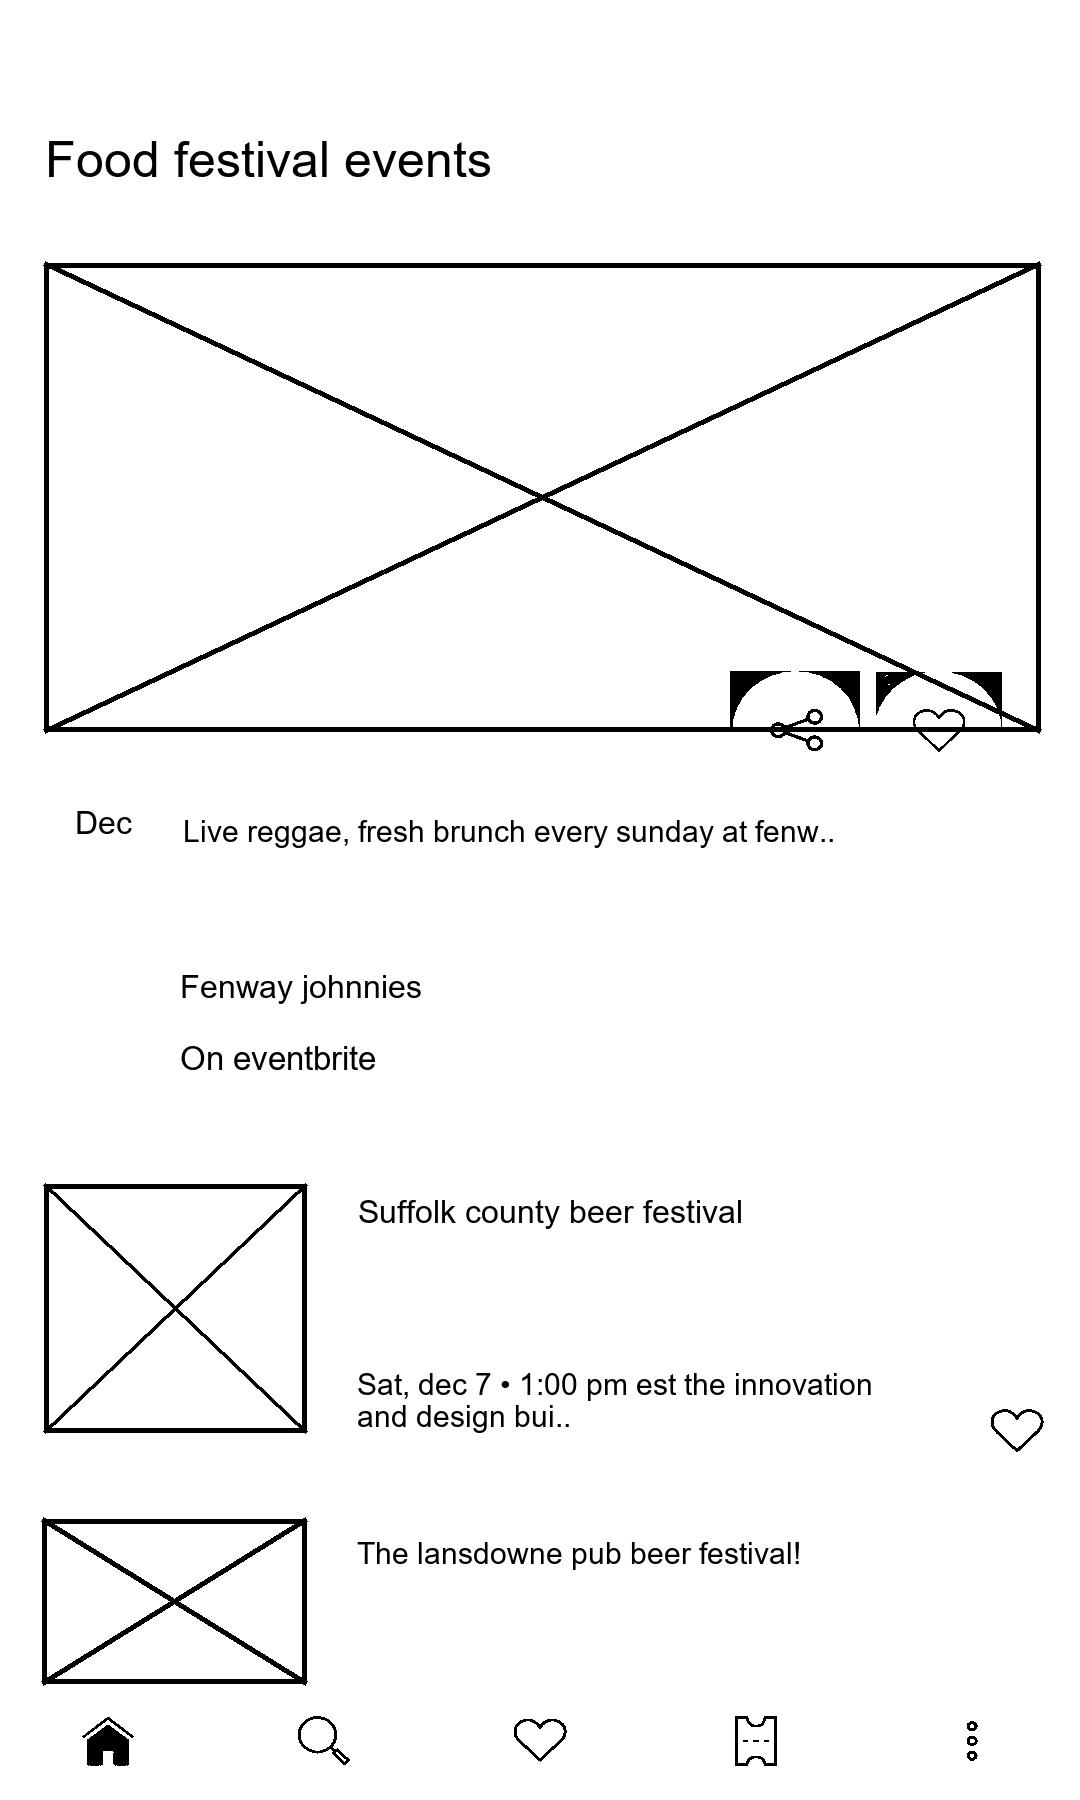 Food festival events
Dec
Live reggae, fresh brunch every sunday at fenw..
Fenway johnnies
On eventbrite
Suffolk county beer festival
Sat, dec 7 • 1:00 pm est the innovation
and design bui..
The lansdowne pub beer festival!